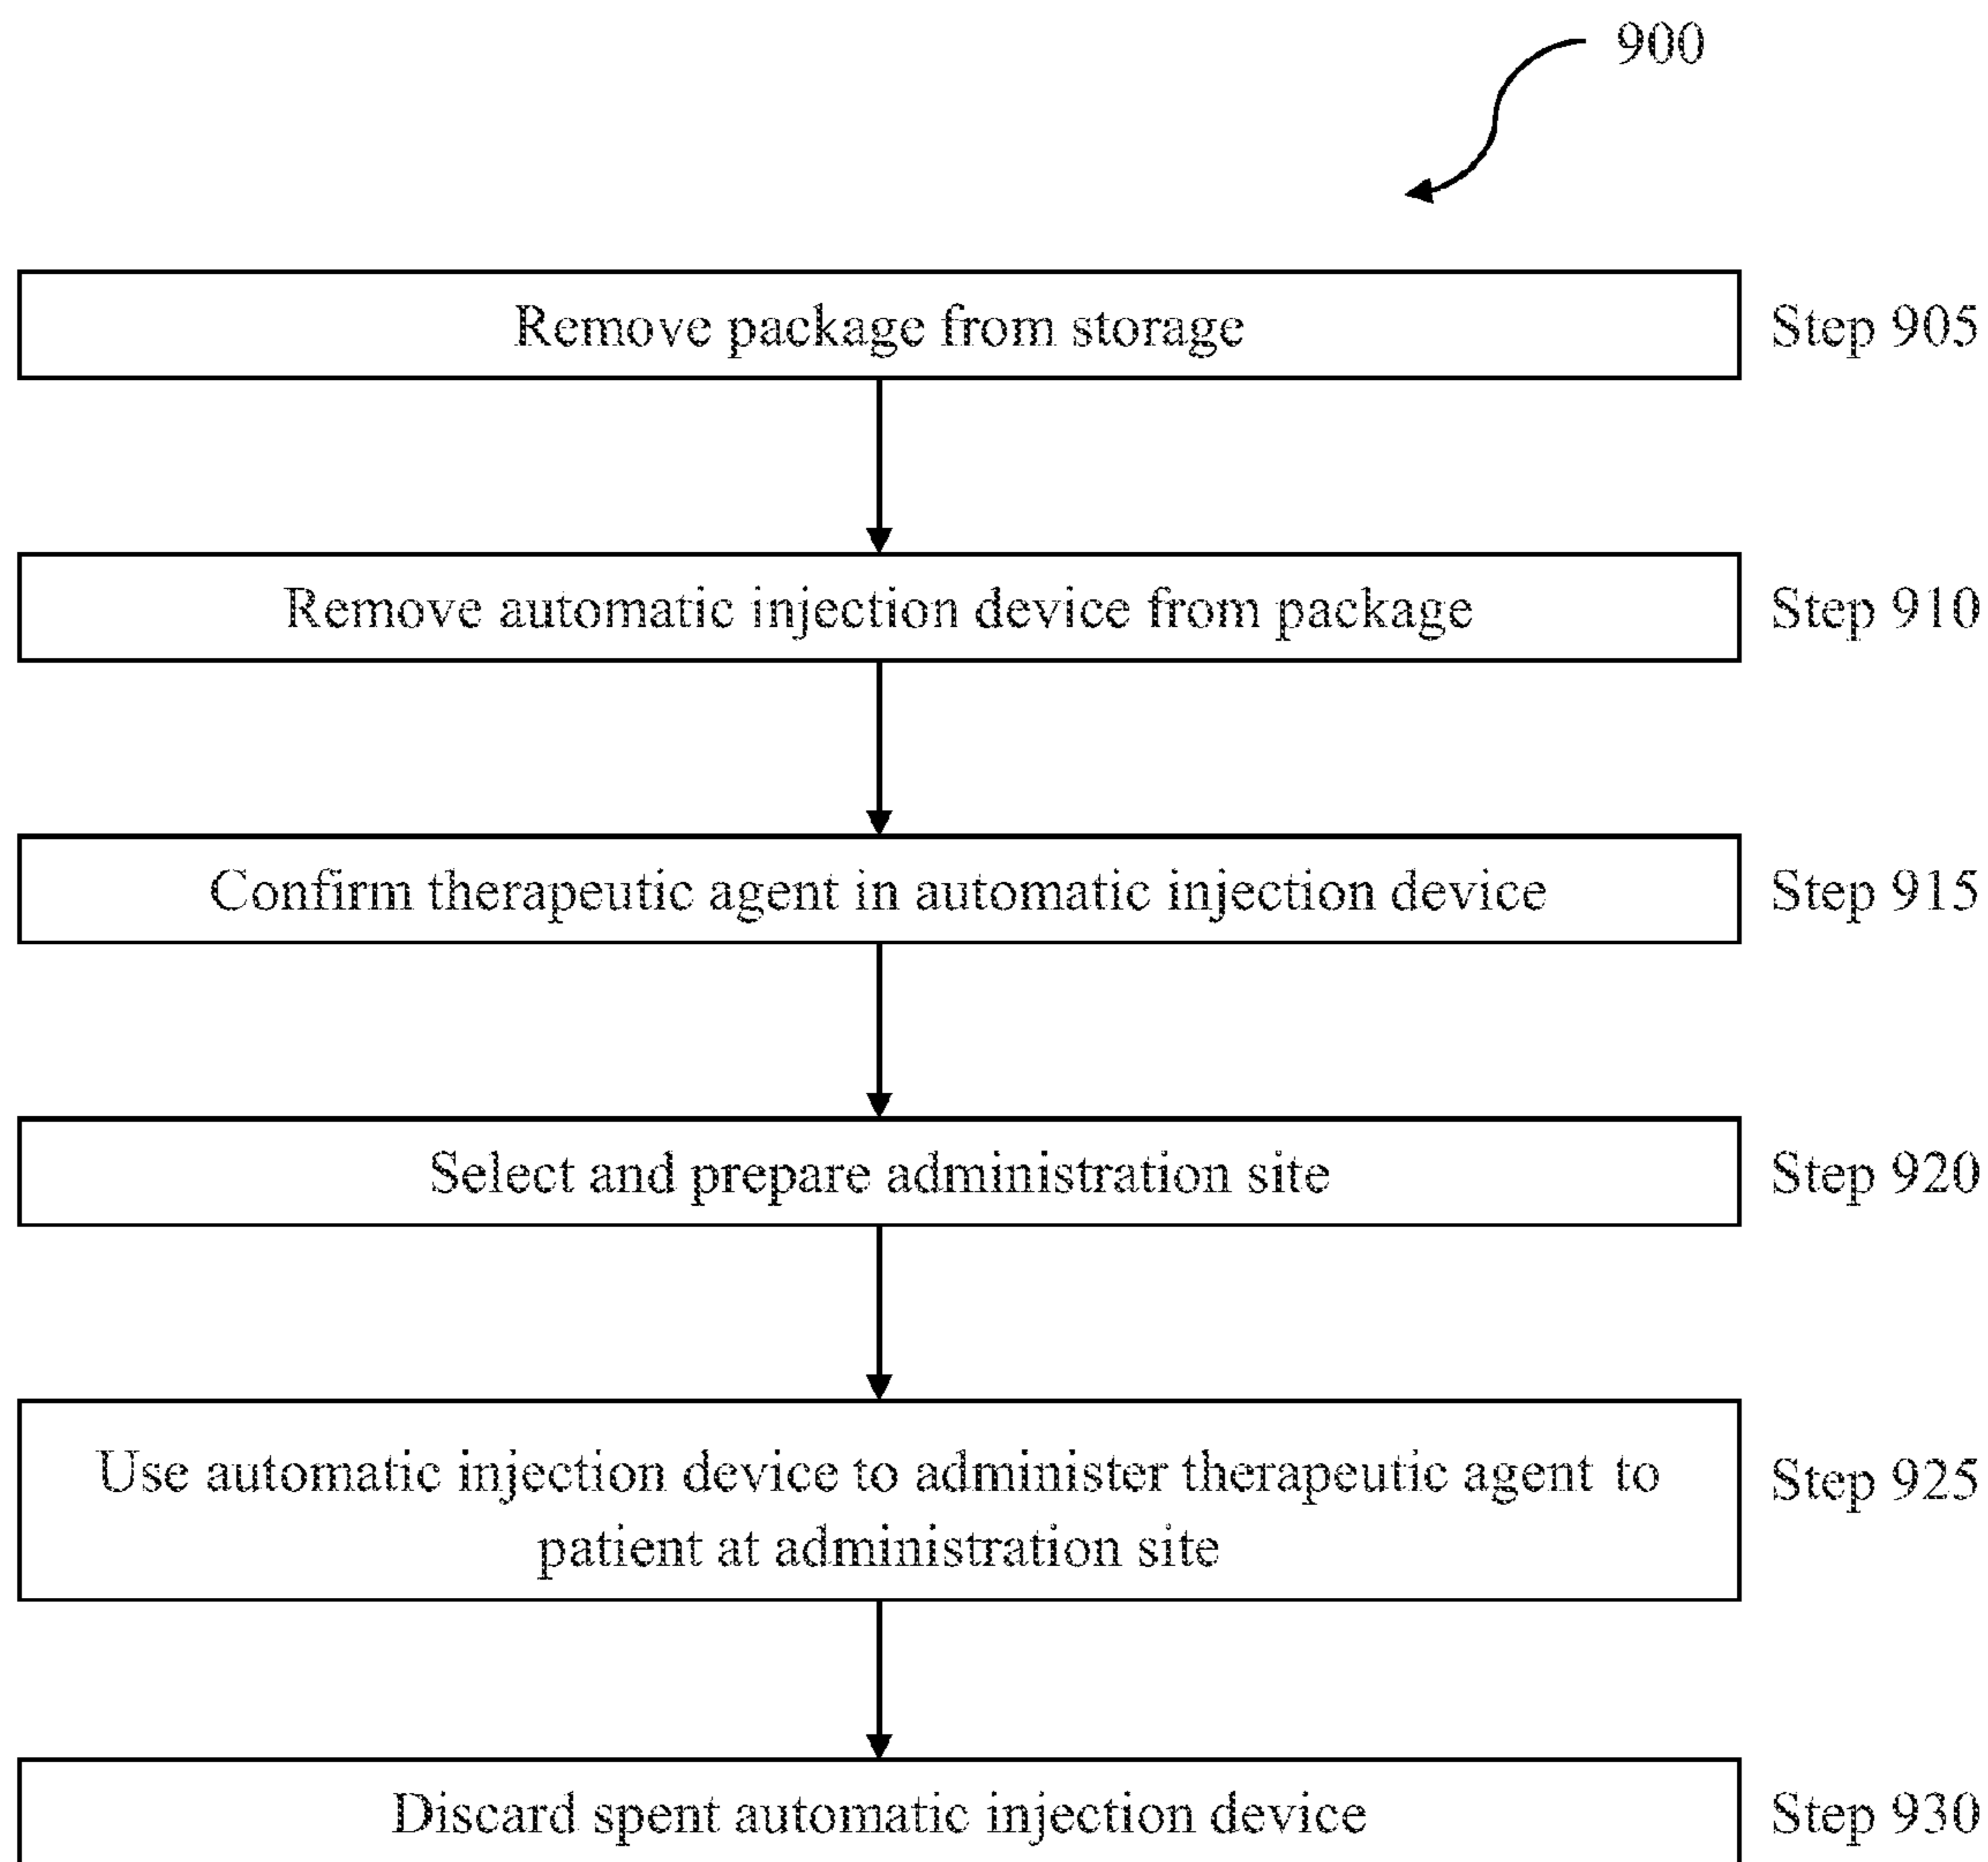 900
Remove package from storage
Step 905
Remove automatic injection device from package
Step 910
Confirm therapeutic agent in automatic injection device
Step 915
Select and prepare administration site
Step 920
Use automatic injection device to administer therapeutic agent to
patient at administration site
Step 925
Discard spent automatic injection device
Step 930